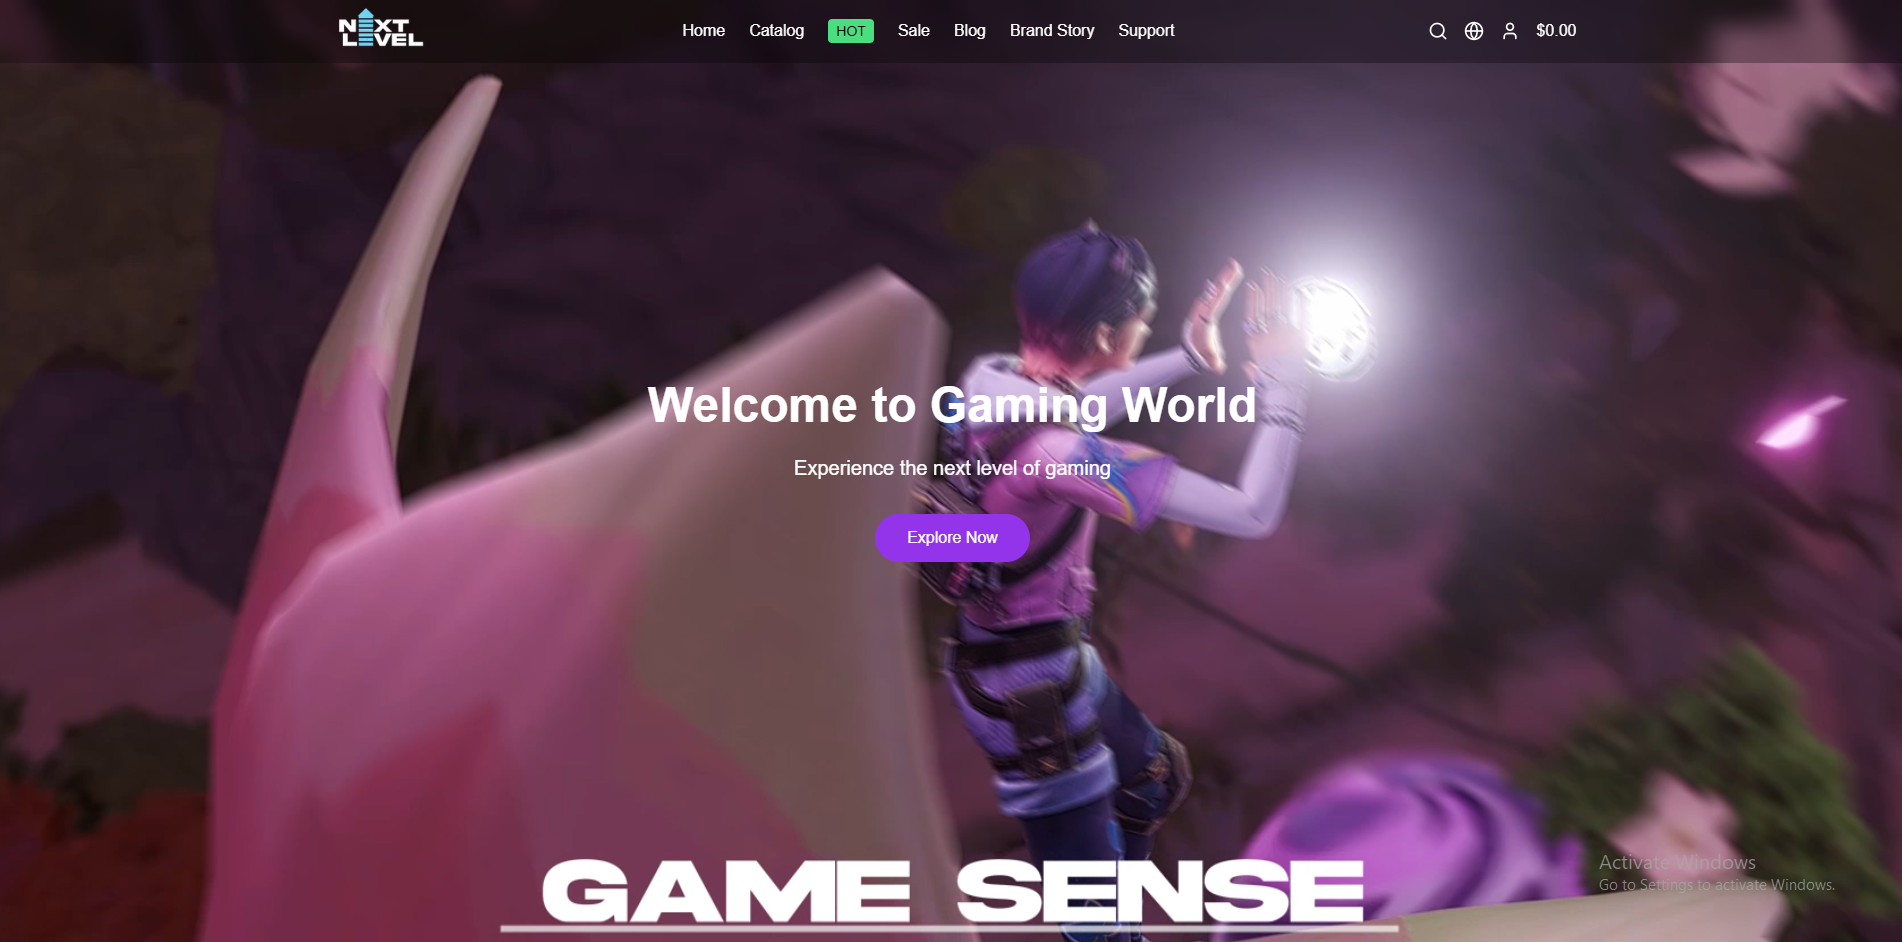 NEXT
LEVEL
Home Catalog HOT Sale Blog Brand Story Support
$0.00
Welcome to Gaming World
Experience the next level of gaming
Explore Now
GAME SENSE
Activate Windows
Go to Settings to activate Windows.